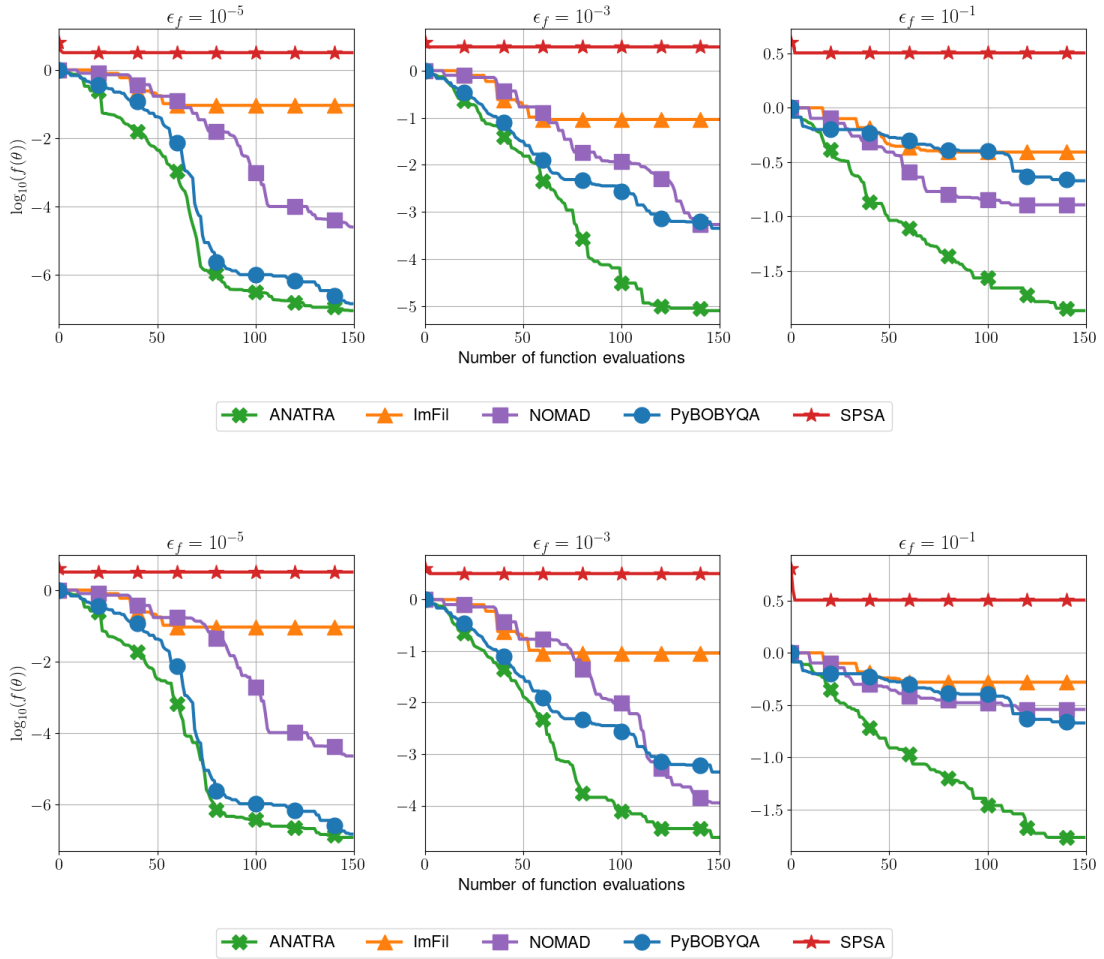 ϵ_f = 10⁻⁵ ϵ_f = 10⁻³ ϵ_f = 10⁻¹
log₁₀(f(θ))
0 −2 −4 −6
0 50 100 150
0 −1 −2 −3 −4 −5
0 50 100 150
0.5 0.0 −0.5 −1.0 −1.5
0 50 100 150
Number of function evaluations
ANATRA ImFil NOMAD PyBOBYQA SPSA
ϵ_f = 10⁻⁵ ϵ_f = 10⁻³ ϵ_f = 10⁻¹
log₁₀(f(θ))
0 −2 −4 −6
0 50 100 150
0 −1 −2 −3 −4
0 50 100 150
0.5 0.0 −0.5 −1.0 −1.5
0 50 100 150
Number of function evaluations
ANATRA ImFil NOMAD PyBOBYQA SPSA